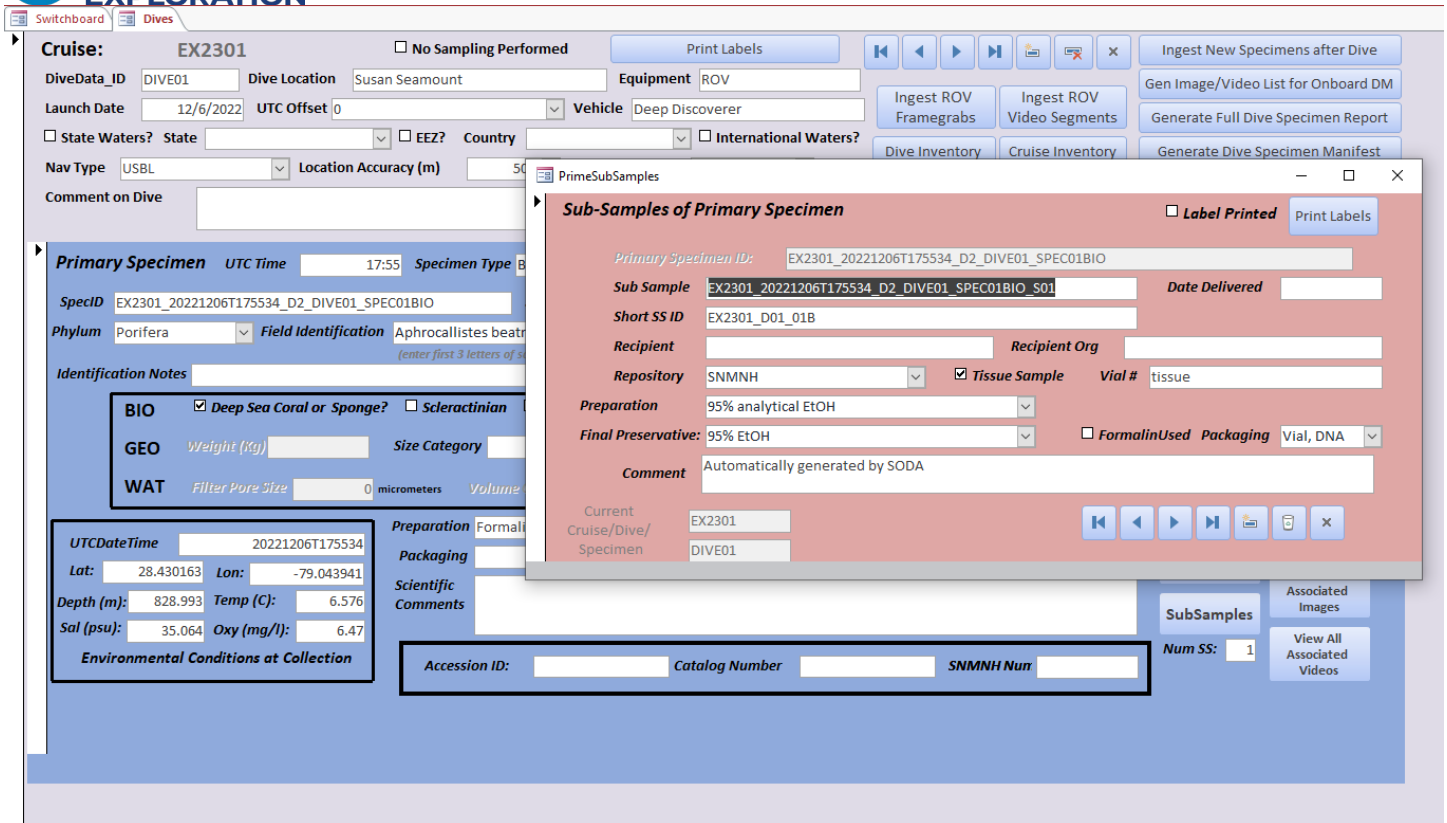 EXPLORATION
Switchboard Dives
Cruise: EX2301 No Sampling Performed Print Labels Ingest New Specimens after Dive
DiveData_ID DIVE01 Dive Location Susan Seamount Equipment ROV Gen Image/Video List for Onboard DM
Launch Date 12/6/2022 UTC Offset 0 Vehicle Deep Discoverer Ingest ROV Framegrabs Ingest ROV Video Segments Generate Full Dive Specimen Report
State Waters? State EEZ? Country International Waters? Dive Inventory Cruise Inventory Generate Dive Specimen Manifest
Nav Type USBL Location Accuracy (m) 50
Comment on Dive
PrimeSubSamples
Sub-Samples of Primary Specimen Label Printed Print Labels
Primary Specimen ID: EX2301_20221206T175534_D2_DIVE01_SPEC01BIO
Sub Sample EX2301_20221206T175534_D2_DIVE01_SPEC01BIO_S01 Date Delivered
Short SS ID EX2301_D01_01B
Recipient Recipient Org
Repository SNMNH Tissue Sample Vial # tissue
Preparation 95% analytical EtOH
Final Preservative: 95% EtOH FormalinUsed Packaging Vial, DNA
Comment Automatically generated by SODA
Current
Cruise/Dive/
Specimen
EX2301
DIVE01
Primary Specimen UTC Time 17:55 Specimen Type B
SpecID EX2301_20221206T175534_D2_DIVE01_SPEC01BIO
Phylum Porifera Field Identification Aphrocallistes beatr
(enter first 3 letters of s
Identification Notes
BIO Deep Sea Coral or Sponge? Scleractinian
GEO Weight (Kg) Size Category
WAT Filter Pore Size 0 micrometers Volume
UTCDateTime 20221206T175534
Lat: 28.430163 Lon: -79.043941
Depth (m): 828.993 Temp (C): 6.576
Sal (psu): 35.064 Oxy (mg/l): 6.47
Environmental Conditions at Collection
Preparation Formali
Packaging
Scientific
Comments
Accession ID: Catalog Number SNMNH Num
SubSamples
Num SS: 1
Associated
Images
View All
Associated
Videos